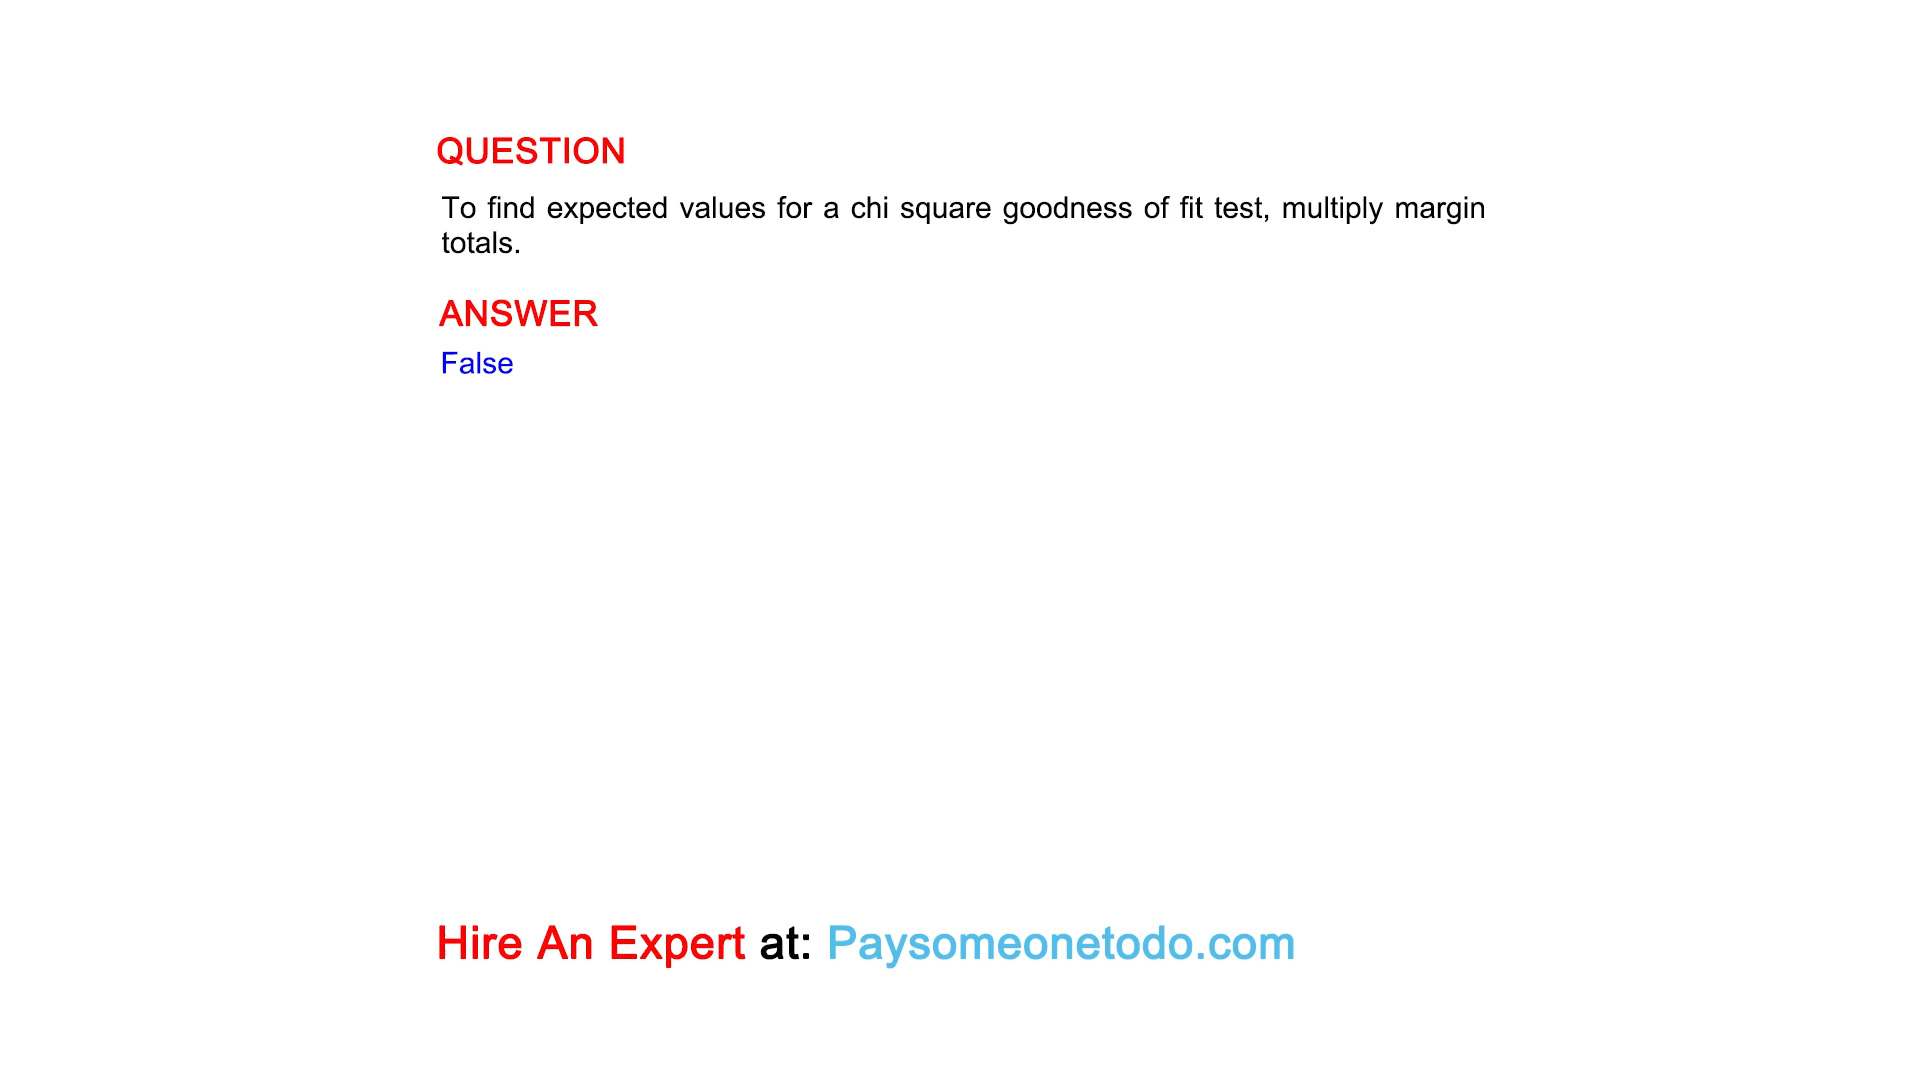 QUESTION
To find expected values for a chi square goodness of fit test, multiply margin
totals.
ANSWER
False
Hire An Expert at: Paysomeonetodo.com